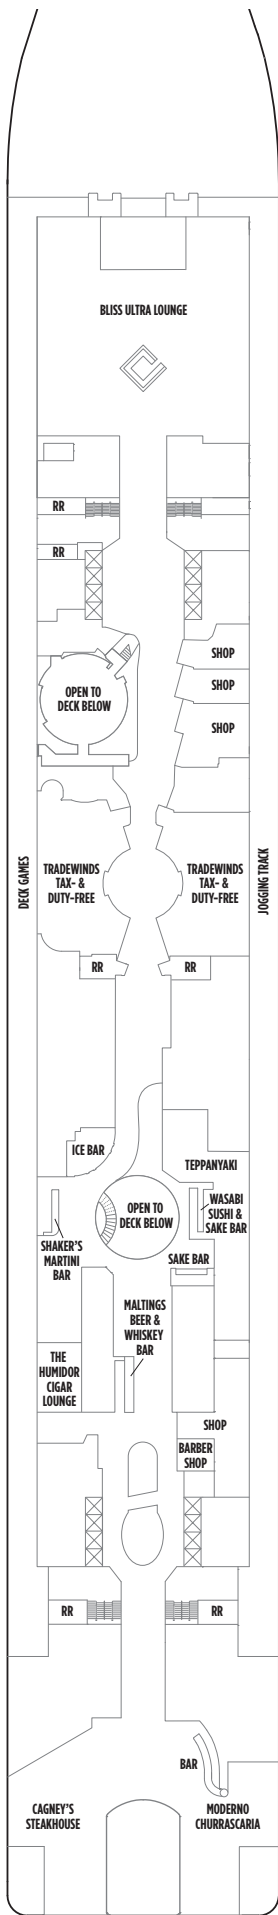 BLISS ULTRA LOUNGE
RR
RR
SHOP
SHOP
SHOP
OPEN TO
DECK BELOW
DECK GAMES
TRADEWINDS
TAX- &
DUTY-FREE
TRADEWINDS
TAX- &
DUTY-FREE
JOGGING TRACK
RR
RR
ICE BAR
TEPPANYAKI
SHAKER'S
MARTINI
BAR
OPEN TO
DECK BELOW
WASABI
SUSHI &
SAKE BAR
SAKE BAR
MALTINGS
BEER &
WHISKEY
BAR
THE
HUMIDOR
CIGAR
LOUNGE
SHOP
BARBER
SHOP
RR
RR
BAR
CAGNEY'S
STEAKHOUSE
MODERNO
CHURRASCARIA